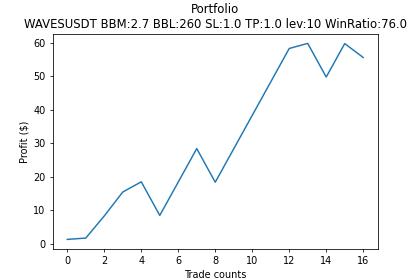 Portfolio
WAVESUSDT BBM:2.7 BBL:260 SL:1.0 TP:1.0 lev:10 WinRatio:76.0
60
50
40
30
20
10
0
Profit ($)
0 2 4 6 8 10 12 14 16
Trade counts